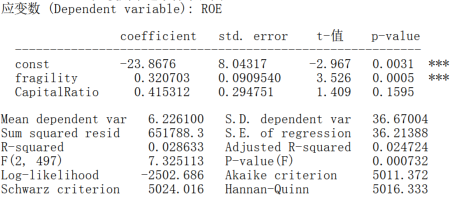 应变数 (Dependent variable): ROE
coefficient std. error t-值 p-value
const -23.8676 8.04317 -2.967 0.0031 ***
fragility 0.320703 0.0909540 3.526 0.0005 ***
CapitalRatio 0.415312 0.294751 1.409 0.1595
Mean dependent var 6.226100 S.D. dependent var 36.67004
Sum squared resid 651788.3 S.E. of regression 36.21388
R-squared 0.028633 Adjusted R-squared 0.024724
F(2, 497) 7.325113 P-value(F) 0.000732
Log-likelihood -2502.686 Akaike criterion 5011.372
Schwarz criterion 5024.016 Hannan-Quinn 5016.333